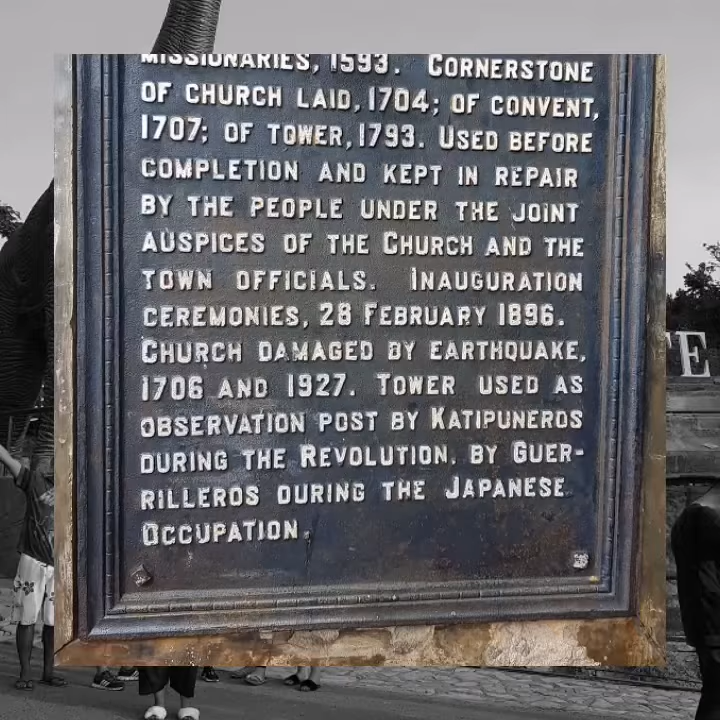 MISSIONARIES, 1593. CORNERSTONE
OF CHURCH LAID, 1704; OF CONVENT,
1707; OF TOWER, 1793. USED BEFORE
COMPLETION AND KEPT IN REPAIR
BY THE PEOPLE UNDER THE JOINT
AUSPICES OF THE CHURCH AND THE
TOWN OFFICIALS. INAUGURATION
CEREMONIES, 28 FEBRUARY 1896.
CHURCH DAMAGED BY EARTHQUAKE,
1706 AND 1927. TOWER USED AS
OBSERVATION POST BY KATIPUNEROS
DURING THE REVOLUTION, BY GUER-
RILLEROS DURING THE JAPANESE
OCCUPATION.